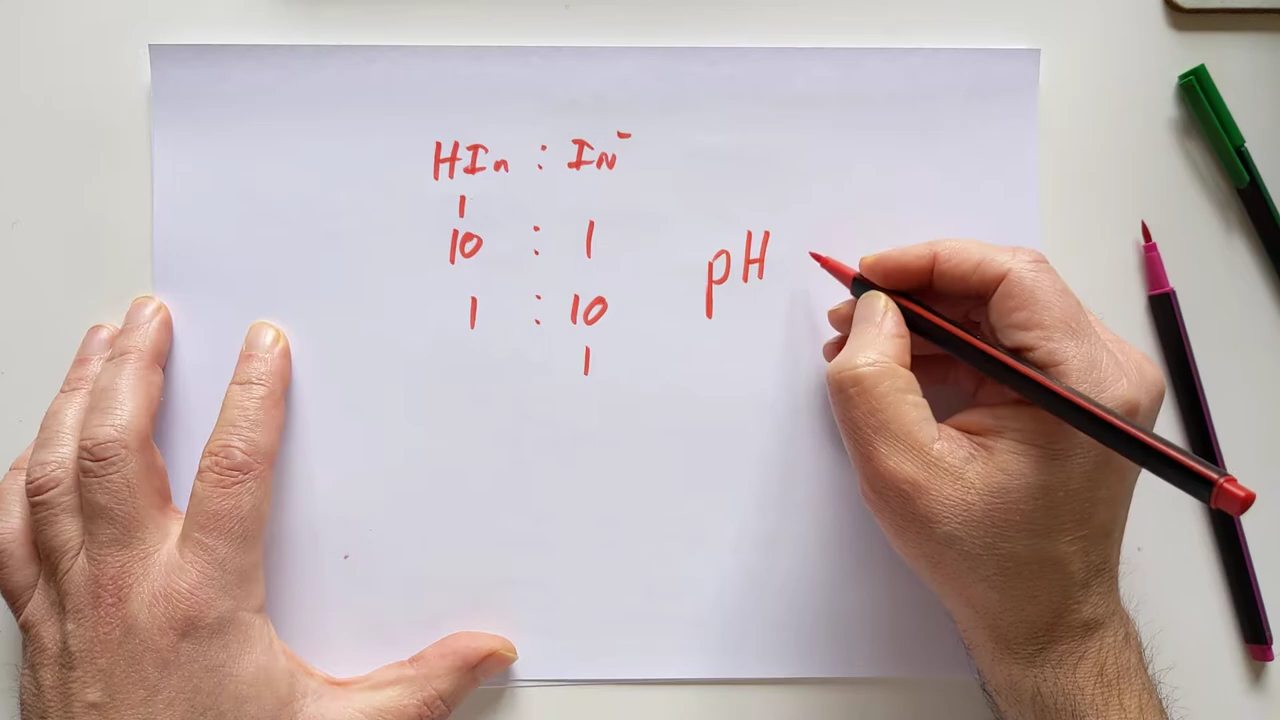 HIn : In⁻
|
10 : 1
pH
1 : 10
|